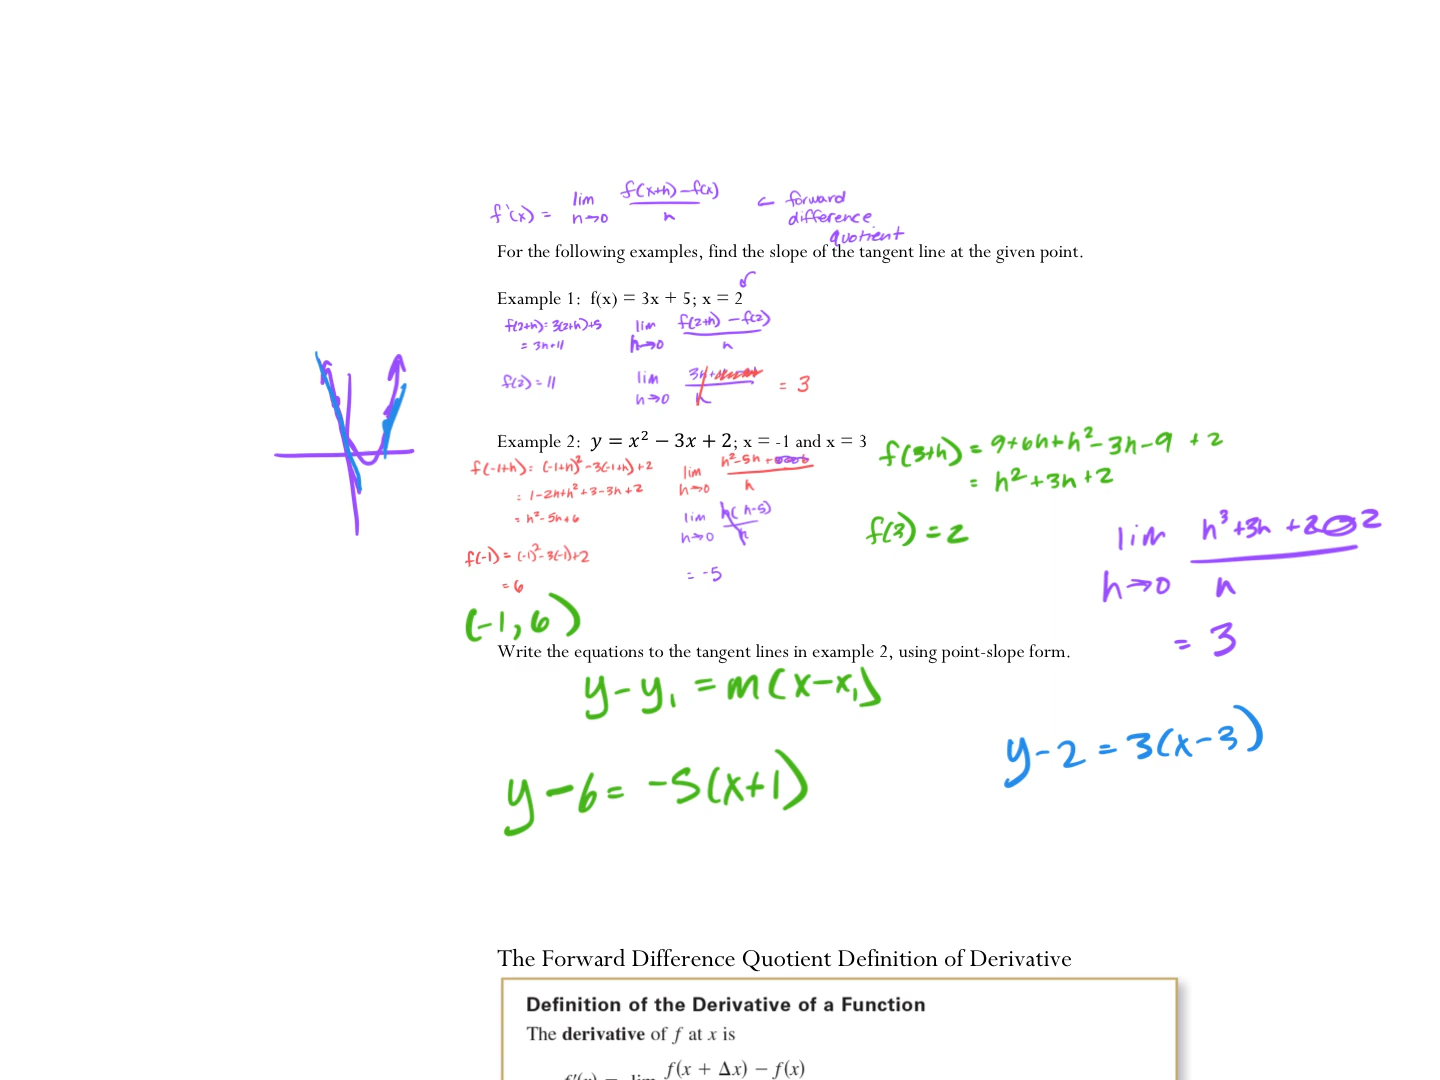 f'(x) = lim h→0 f(x+h) - f(x) / h ← forward
difference
quotient
For the following examples, find the slope of the tangent line at the given point.
Example 1: f(x) = 3x + 5; x = 2
f(2+h) = 3(2+h)+5
= 3h+11
lim h→0 f(2+h) - f(2) / h
f(2) = 11
lim h→0 3h / h = 3
Example 2: y = x² − 3x + 2; x = -1 and x = 3
f(-1+h) = (-1+h)² - 3(-1+h)+2
= 1-2h+h²+3-3h+2
= h²-5h+6
lim h→0 h²-5h + / h
lim h→0 h(h-5) / h
= -5
f(-1) = (-1)² - 3(-1)+2
= 6
(-1, 6)
f(3+h) = 9+6h+h²-3h-9 +2
= h²+3h+2
f(3) = 2
lim h→0 h³+3h +2-2 / h
= 3
Write the equations to the tangent lines in example 2, using point-slope form.
y-y₁ = m(x-x₁)
y-6 = -5(x+1)
y-2 = 3(x-3)
The Forward Difference Quotient Definition of Derivative
Definition of the Derivative of a Function
The derivative of f at x is
f(x + Δx) − f(x)
f'(x) = lim